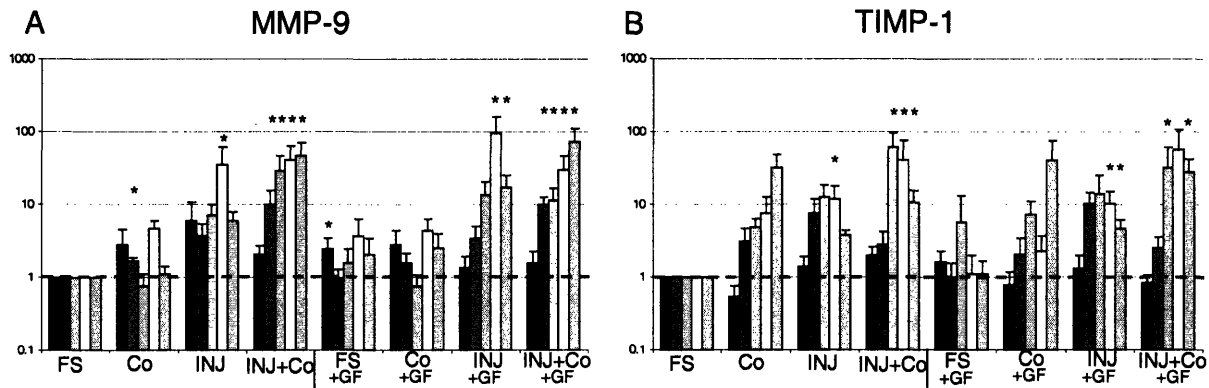 A MMP-9
1000
100
10
1
0.1
* * **** * ** ****
FS Co INJ INJ+Co FS +GF Co +GF INJ +GF INJ+Co +GF
B TIMP-1
1000
100
10
1
0.1
* *** ** * *
FS Co INJ INJ+Co FS +GF Co +GF INJ +GF INJ+Co +GF